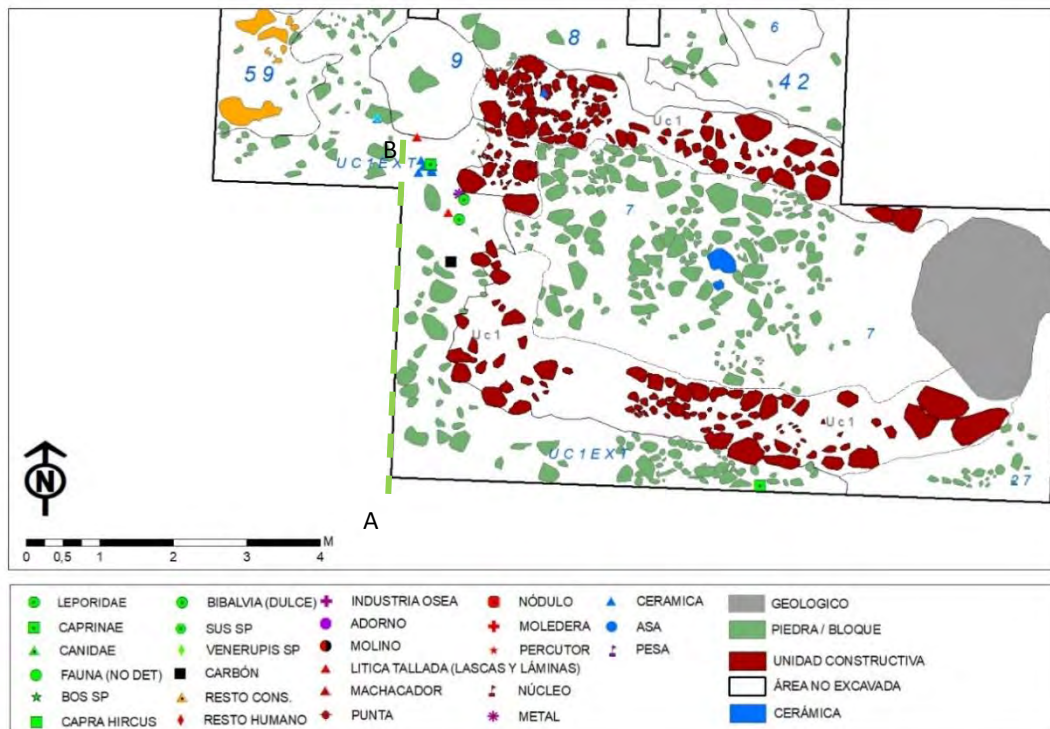 6
8
9
59
42
Uc1
B
UC1EXT
7
7
Uc1
Uc1
UC1EXT
27
N
A
M
0 0,5 1 2 3 4
LEPORIDAE
CAPRINAE
CANIDAE
FAUNA (NO DET)
BOS SP
CAPRA HIRCUS
BIBALVIA (DULCE)
SUS SP
VENERUPIS SP
CARBÓN
RESTO CONS.
RESTO HUMANO
INDUSTRIA OSEA
ADORNO
MOLINO
LITICA TALLADA (LASCAS Y LÁMINAS)
MACHACADOR
PUNTA
NÓDULO
MOLEDERA
PERCUTOR
NÚCLEO
METAL
CERAMICA
ASA
PESA
GEOLOGICO
PIEDRA / BLOQUE
UNIDAD CONSTRUCTIVA
ÁREA NO EXCAVADA
CERÁMICA